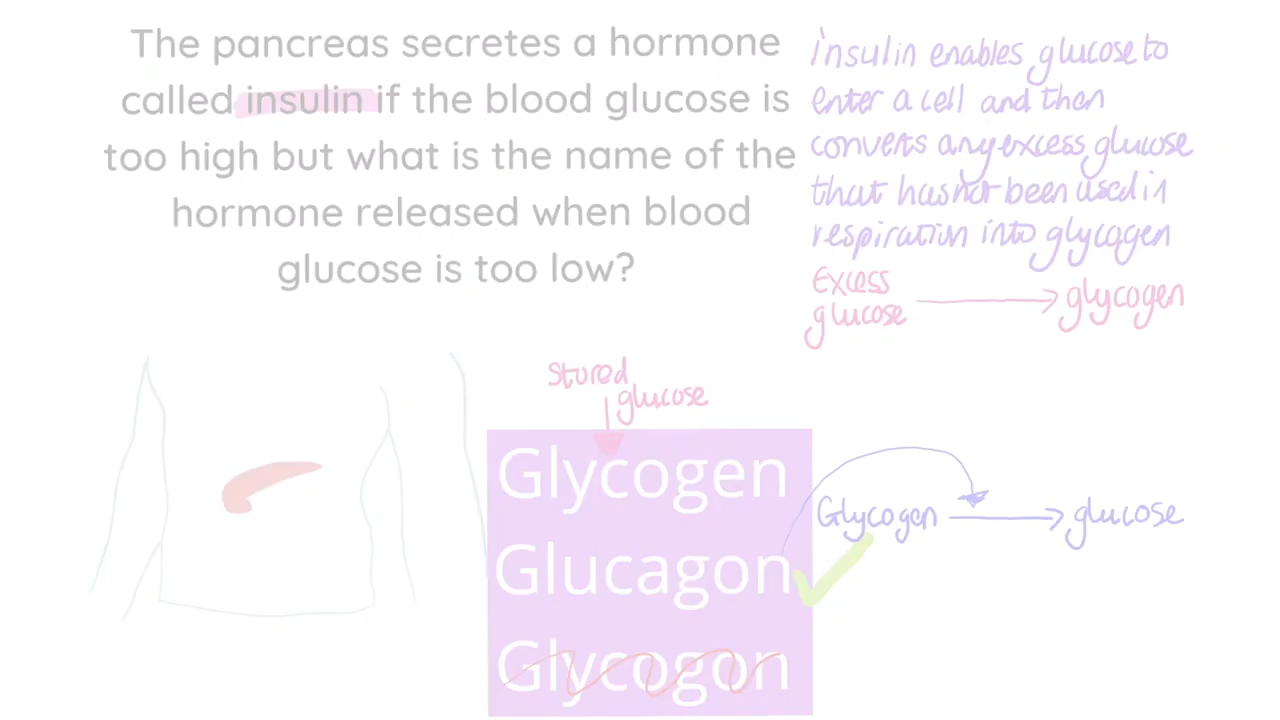 The pancreas secretes a hormone
called insulin if the blood glucose is
too high but what is the name of the
hormone released when blood
glucose is too low?
insulin enables glucose to
enter a cell and then
converts any excess glucose
that has not been used in
respiration into glycogen
Excess
glucose
glycogen
Stored
glucose
Glycogen
Glucagon
Glycogon
Glycogen
glucose